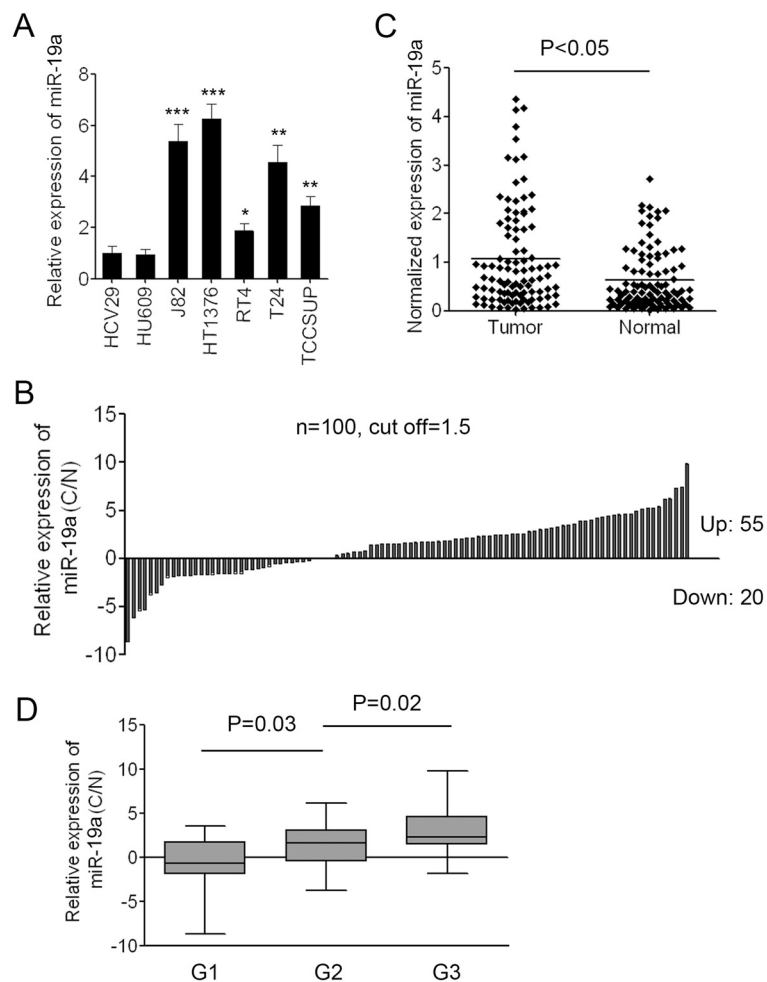 A
Relative expression of miR-19a
8
6
4
2
0
***
***
*
**
**
HCV29
HU609
J82
HT1376
RT4
T24
TCCSUP
C
Normalized expression of miR-19a
P<0.05
5
4
3
2
1
0
Tumor
Normal
B
Relative expression of
miR-19a (C/N)
15
10
5
0
-5
-10
n=100, cut off=1.5
Up: 55
Down: 20
D
Relative expression of
miR-19a (C/N)
15
10
5
0
-5
-10
P=0.03
P=0.02
G1
G2
G3